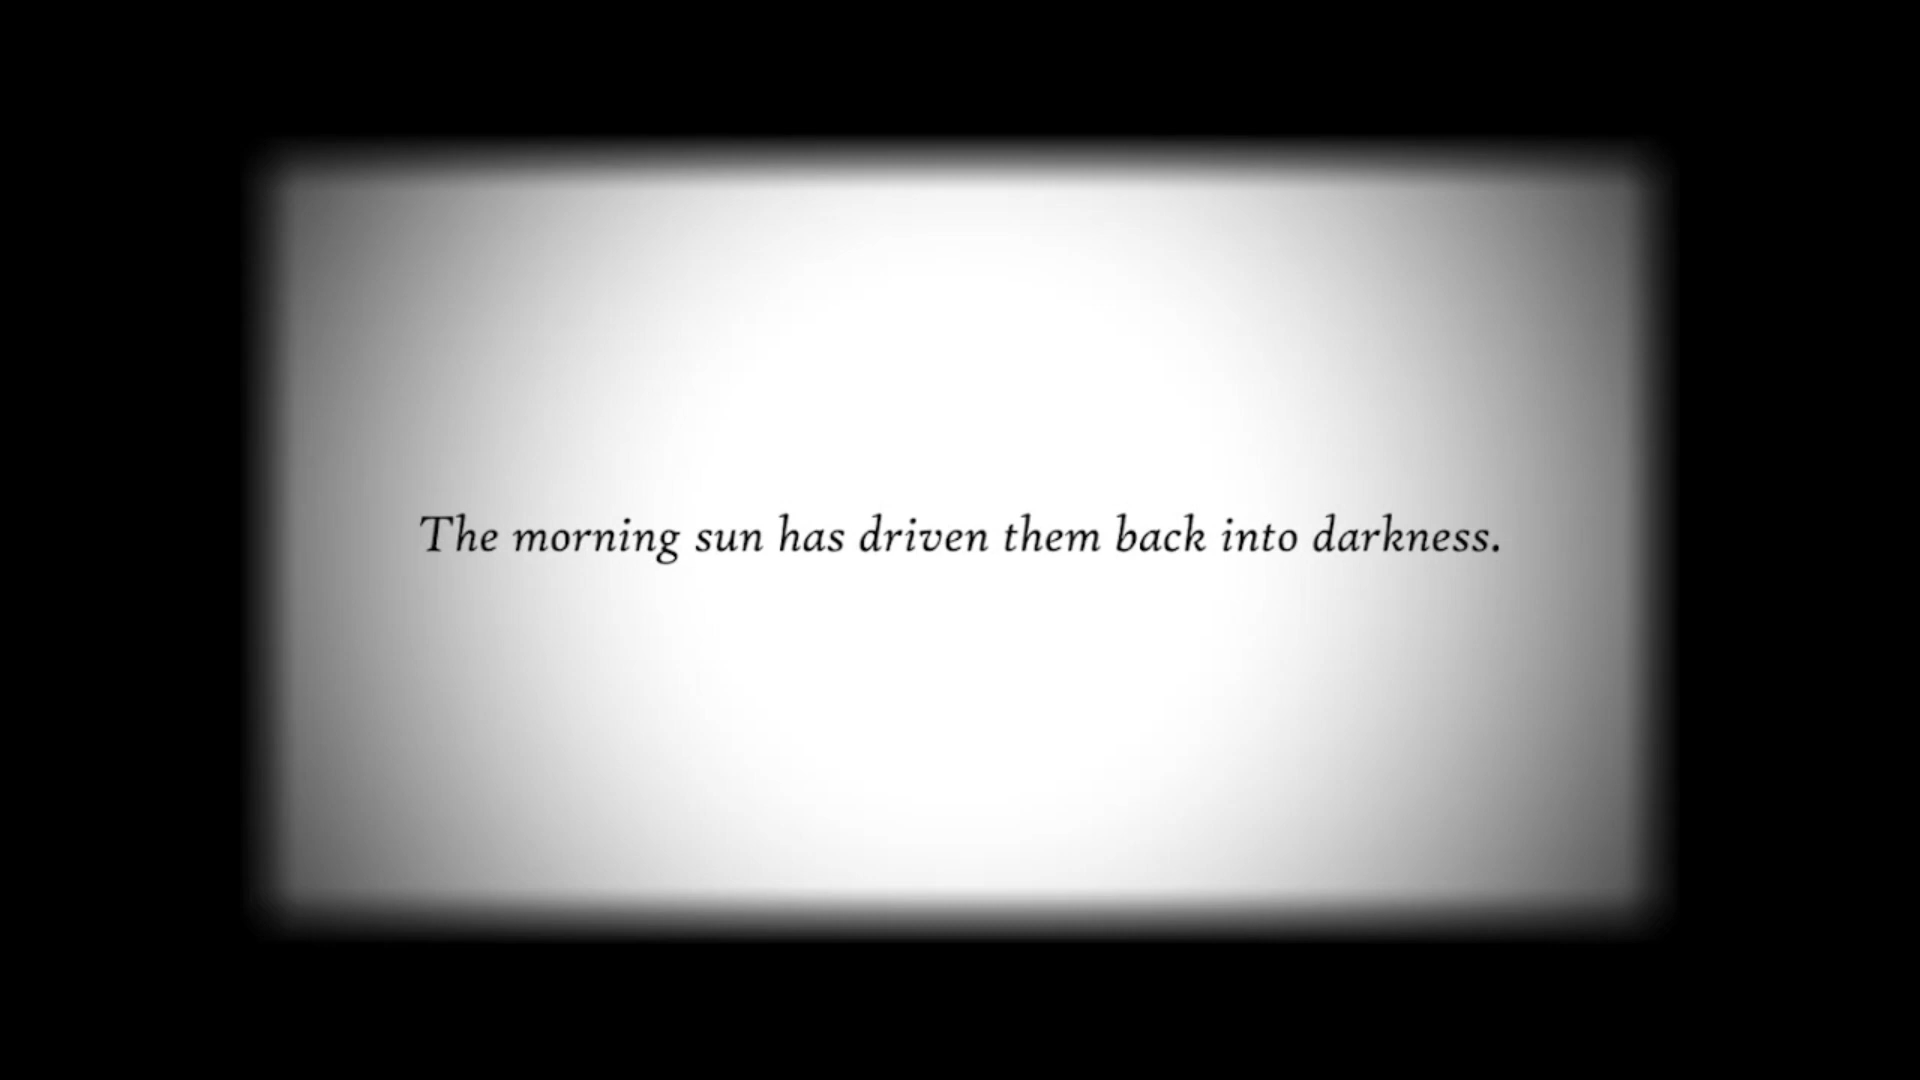 The morning sun has driven them back into darkness.